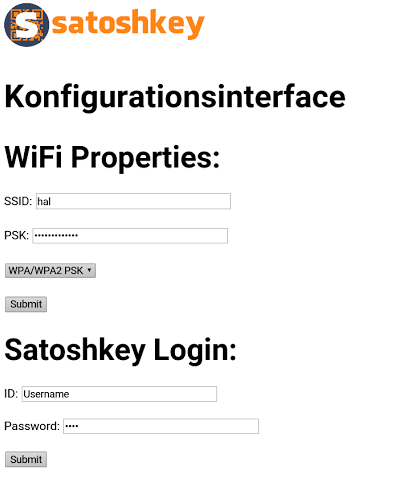 satoshkey
Konfigurationsinterface
WiFi Properties:
SSID: hal
PSK: •••••••••••••
WPA/WPA2 PSK
Submit
Satoshkey Login:
ID: Username
Password: ••••
Submit